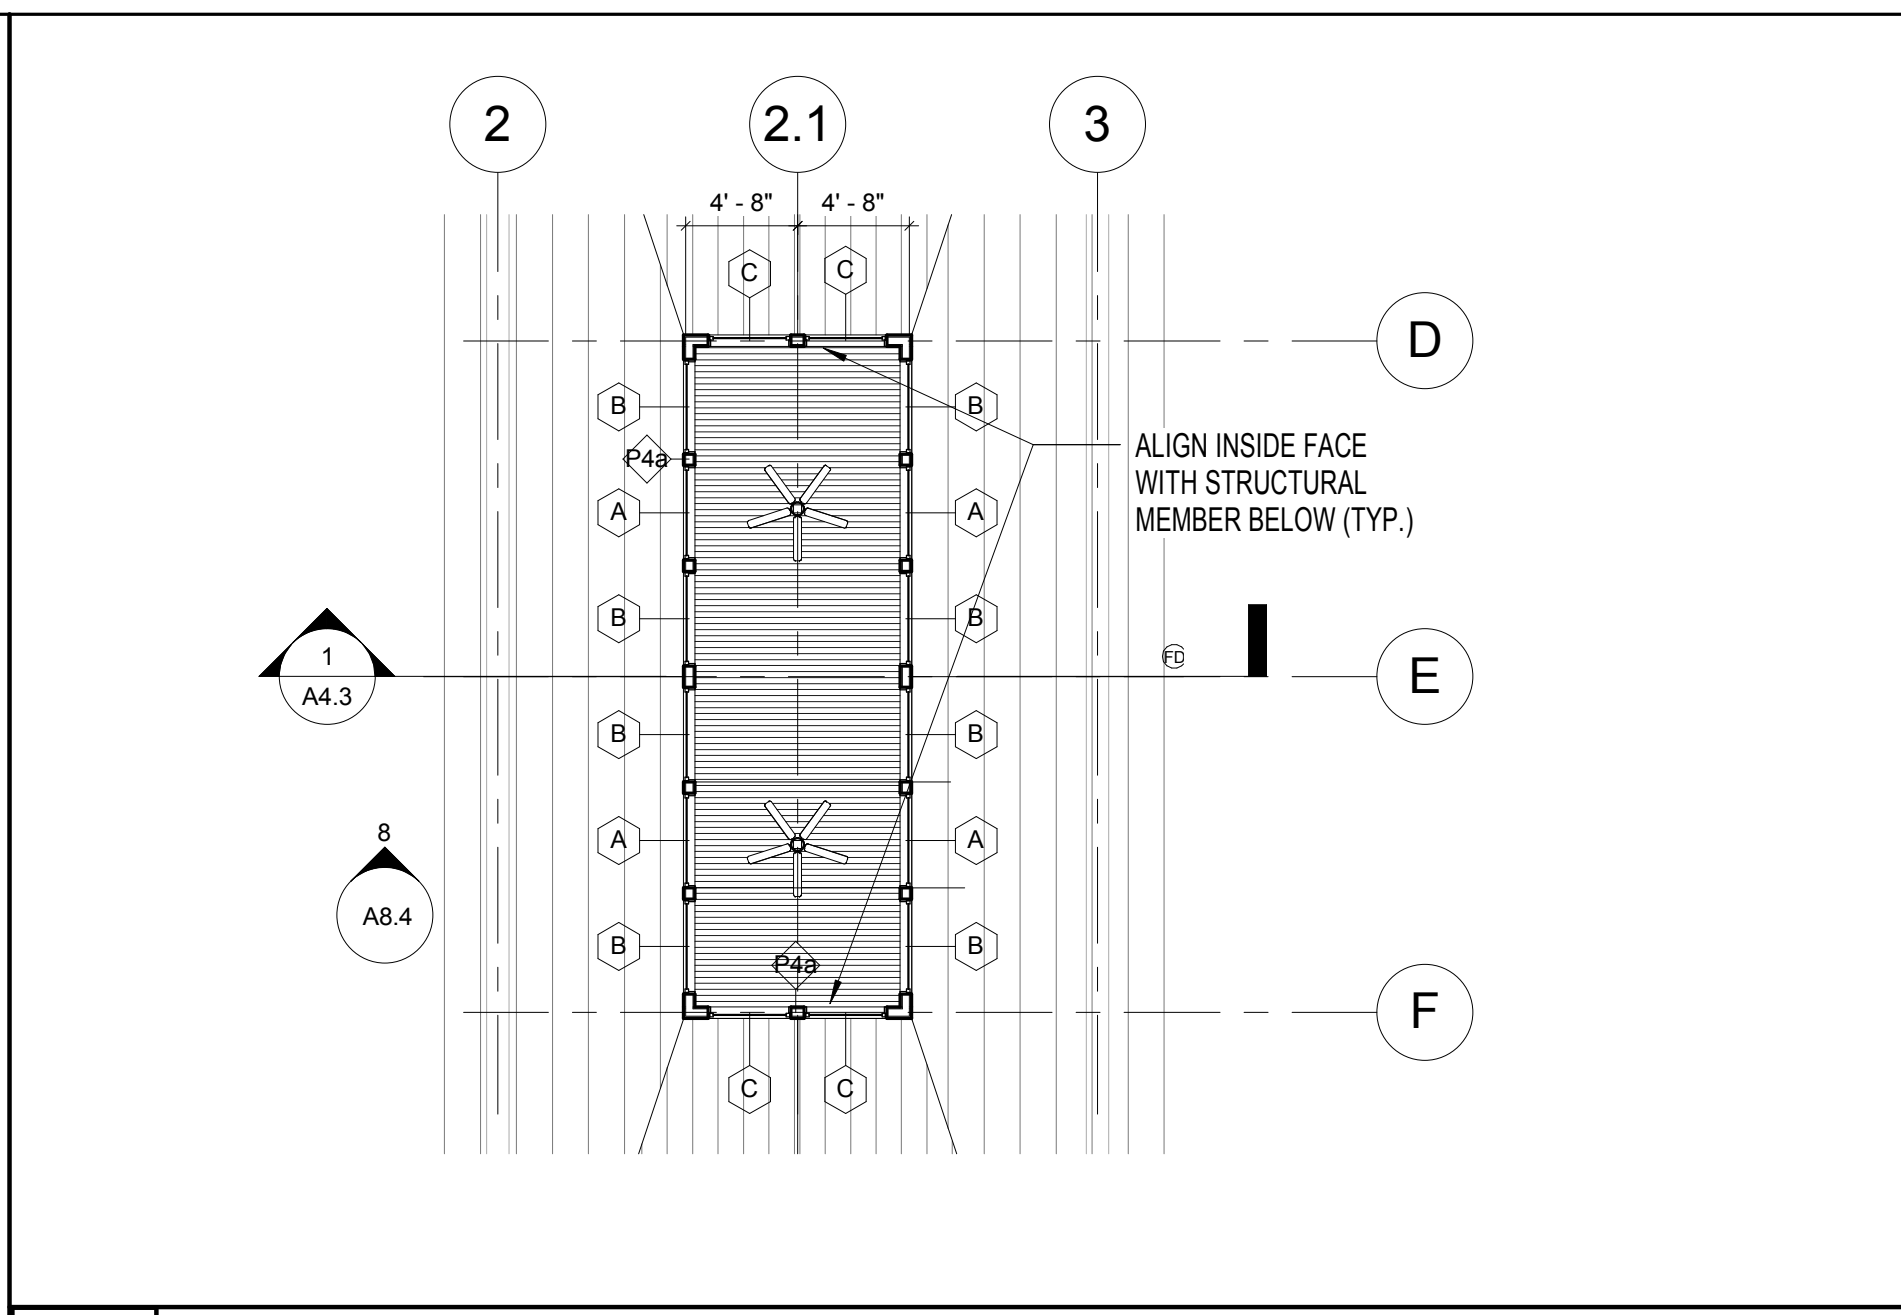 2 2.1 3
4' - 8" 4' - 8"
C C
D
B B
ALIGN INSIDE FACE
WITH STRUCTURAL
MEMBER BELOW (TYP.)
P4a
A A
B B
1
A4.3
FD
E
B B
8
A8.4
A A
B B
P4a
F
C C